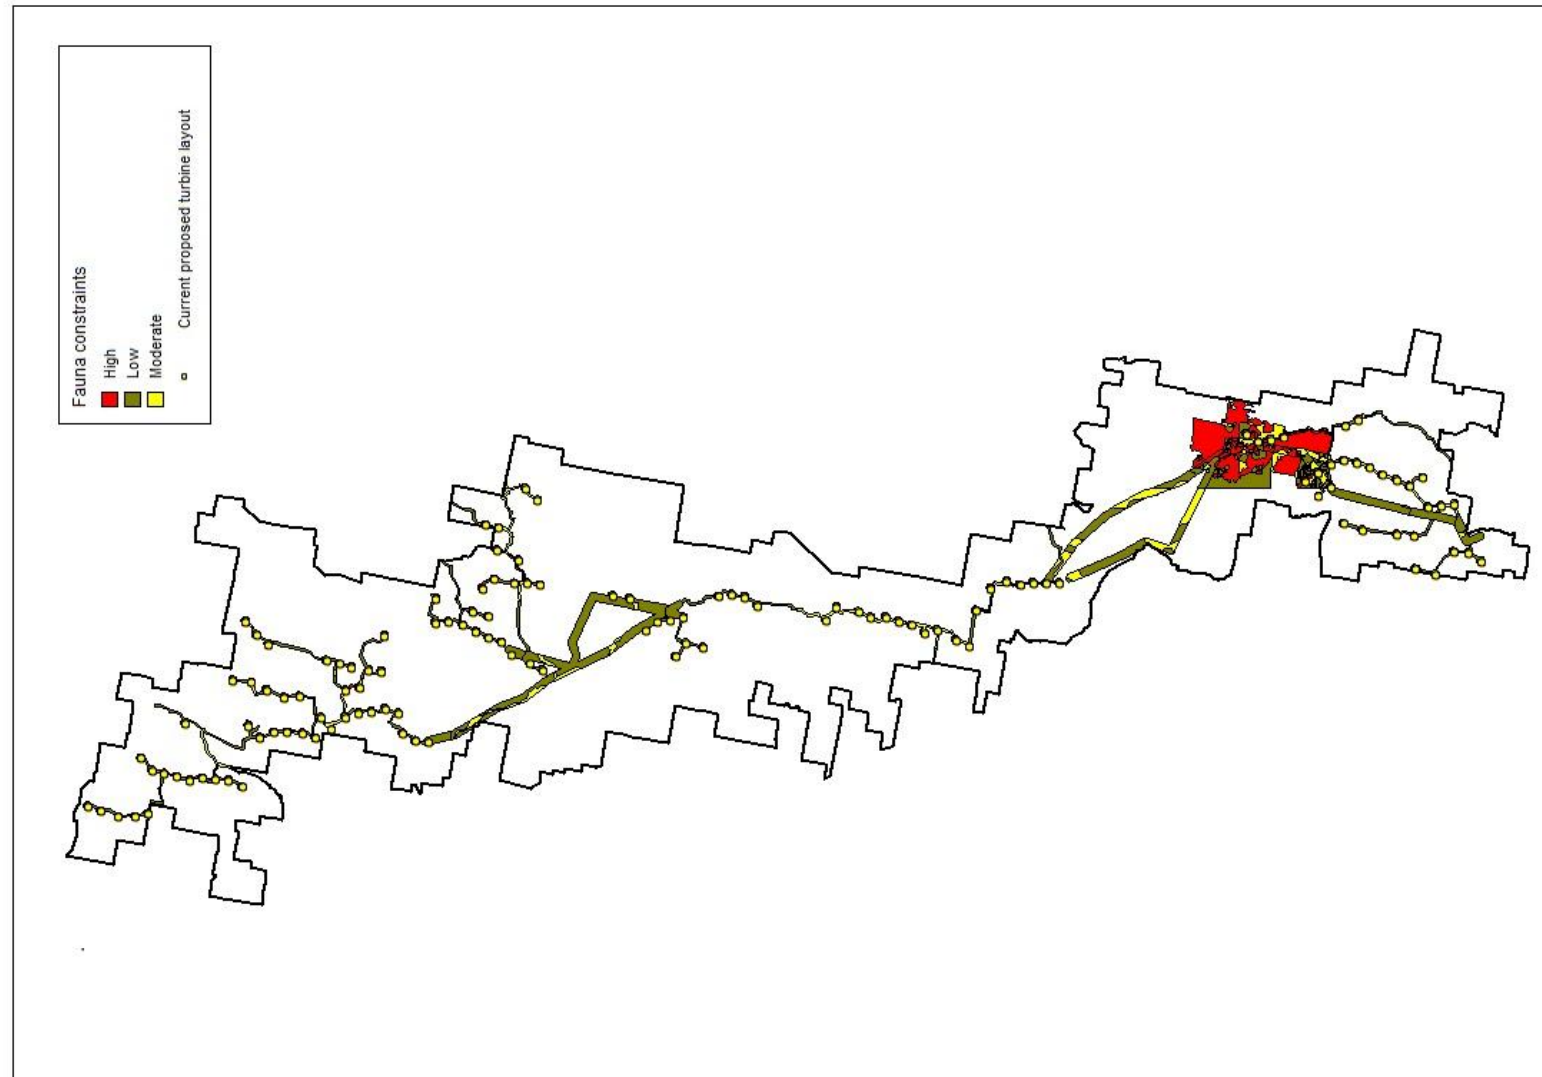 Fauna constraints
High
Low
Moderate
Current proposed turbine layout